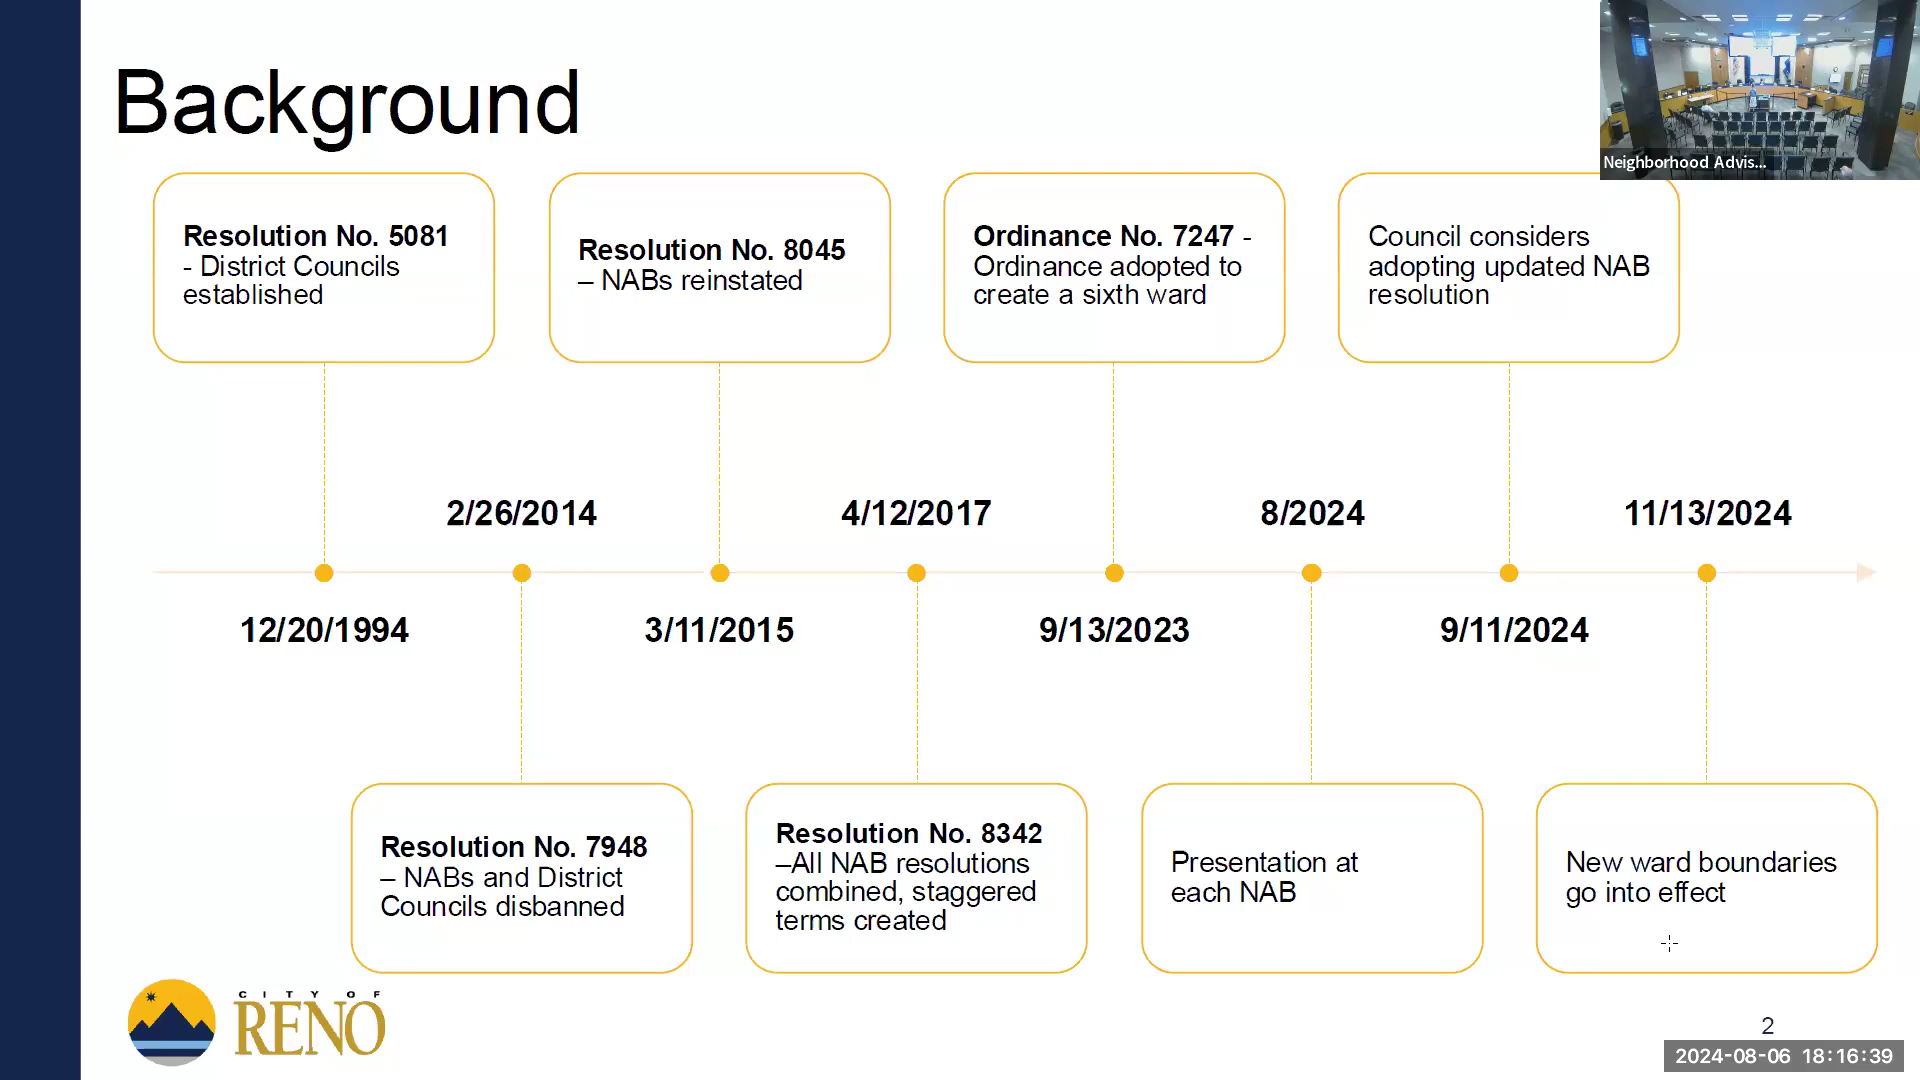 Background
Neighborhood Advis...
Resolution No. 5081
- District Councils
established
Resolution No. 8045
– NABs reinstated
Ordinance No. 7247 -
Ordinance adopted to
create a sixth ward
Council considers
adopting updated NAB
resolution
2/26/2014
4/12/2017
8/2024
11/13/2024
12/20/1994
3/11/2015
9/13/2023
9/11/2024
Resolution No. 7948
– NABs and District
Councils disbanned
Resolution No. 8342
–All NAB resolutions
combined, staggered
terms created
Presentation at
each NAB
New ward boundaries
go into effect
CITY OF
RENO
2
2024-08-06 18:16:39